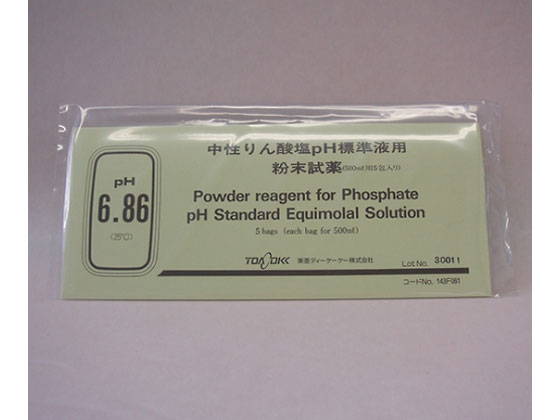 中性りん酸塩pH標準液用
粉末試薬(500mℓ用5包入り)
pH
6.86
(25℃)
Powder reagent for Phosphate
pH Standard Equimolal Solution
5 bags (each bag for 500mℓ)
TOADKK 東亜ディーケーケー株式会社
Lot No. 30011
コードNo. 143F061